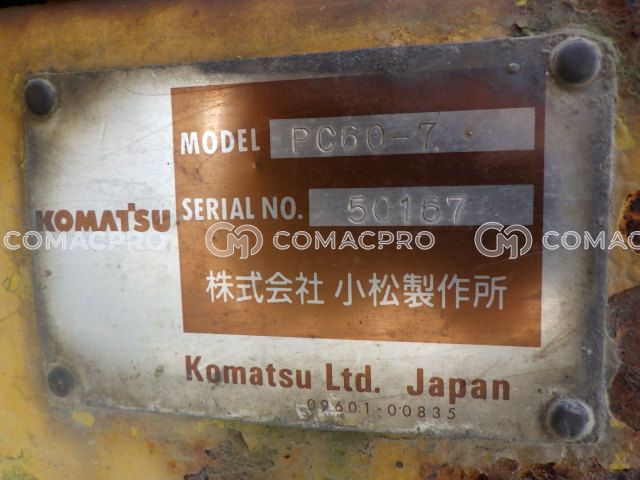 MODEL PC60-7
KOMATSU SERIAL NO. 50167
COMACPRO COMACPRO COMACPRO
株式会社 小松製作所
Komatsu Ltd. Japan
09601-00835